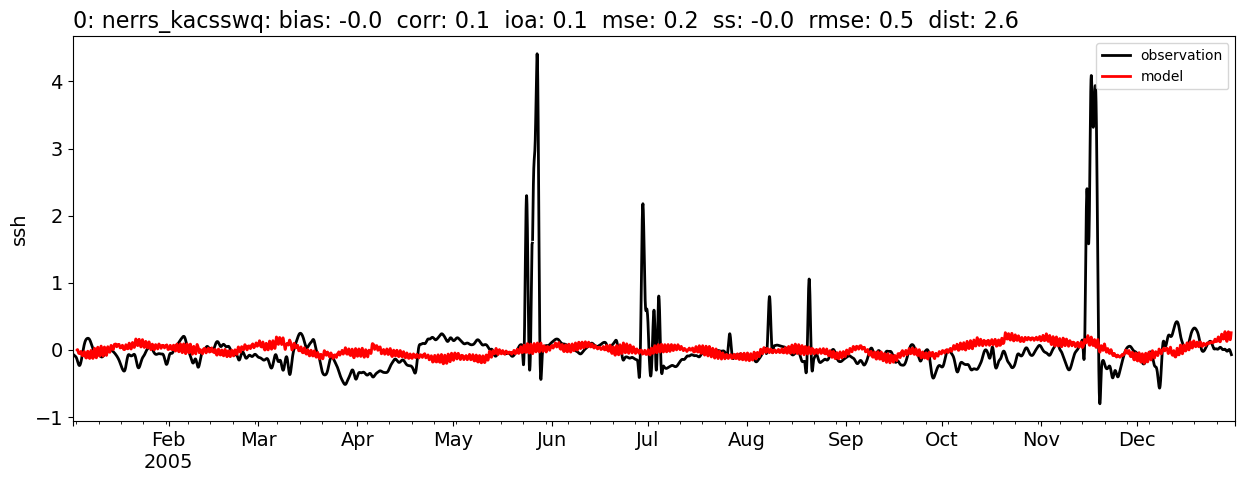 0: nerrs_kacsswq: bias: -0.0  corr: 0.1  ioa: 0.1  mse: 0.2  ss: -0.0  rmse: 0.5  dist: 2.6
observation
model
ssh
4
3
2
1
0
−1
Feb Mar Apr May Jun Jul Aug Sep Oct Nov Dec
2005